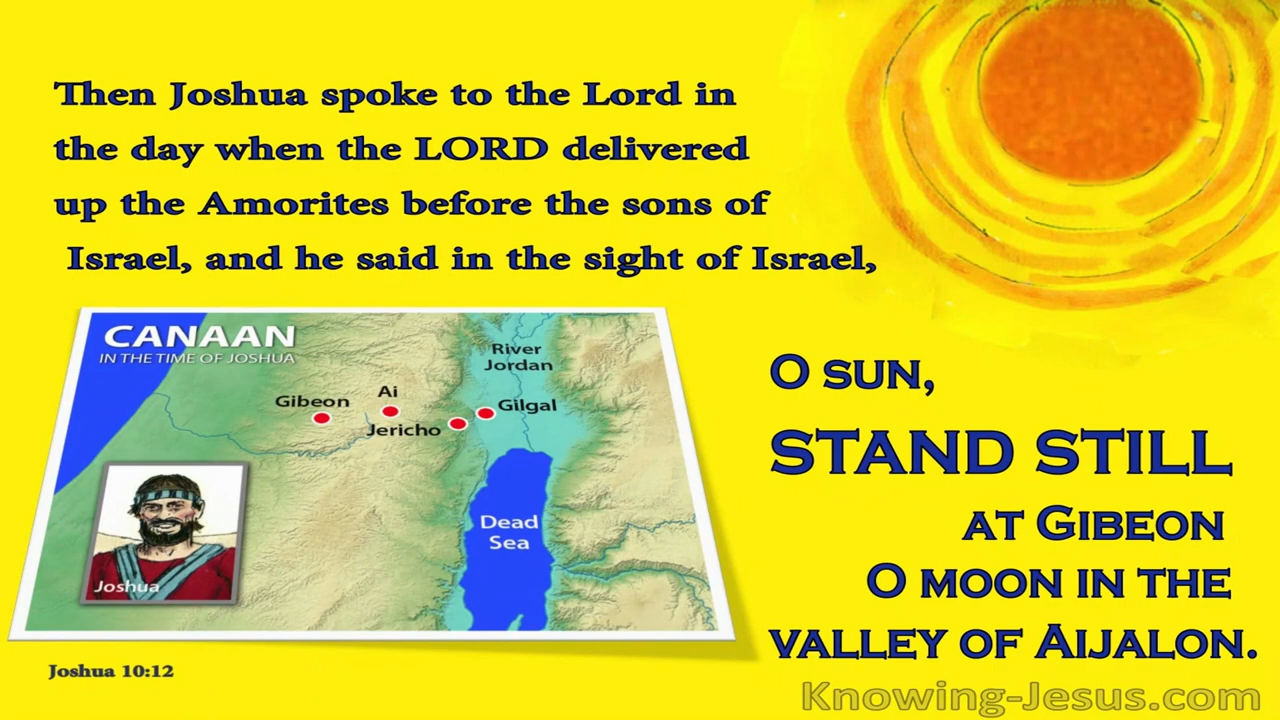 Then Joshua spoke to the Lord in
the day when the LORD delivered
up the Amorites before the sons of
Israel, and he said in the sight of Israel,
CANAAN
IN THE TIME OF JOSHUA
River
Jordan
Ai
Gibeon
Gilgal
Jericho
Dead
Sea
Joshua
Joshua 10:12
O SUN,
STAND STILL
AT GIBEON
O MOON IN THE
VALLEY OF AIJALON.
Knowing-Jesus.com